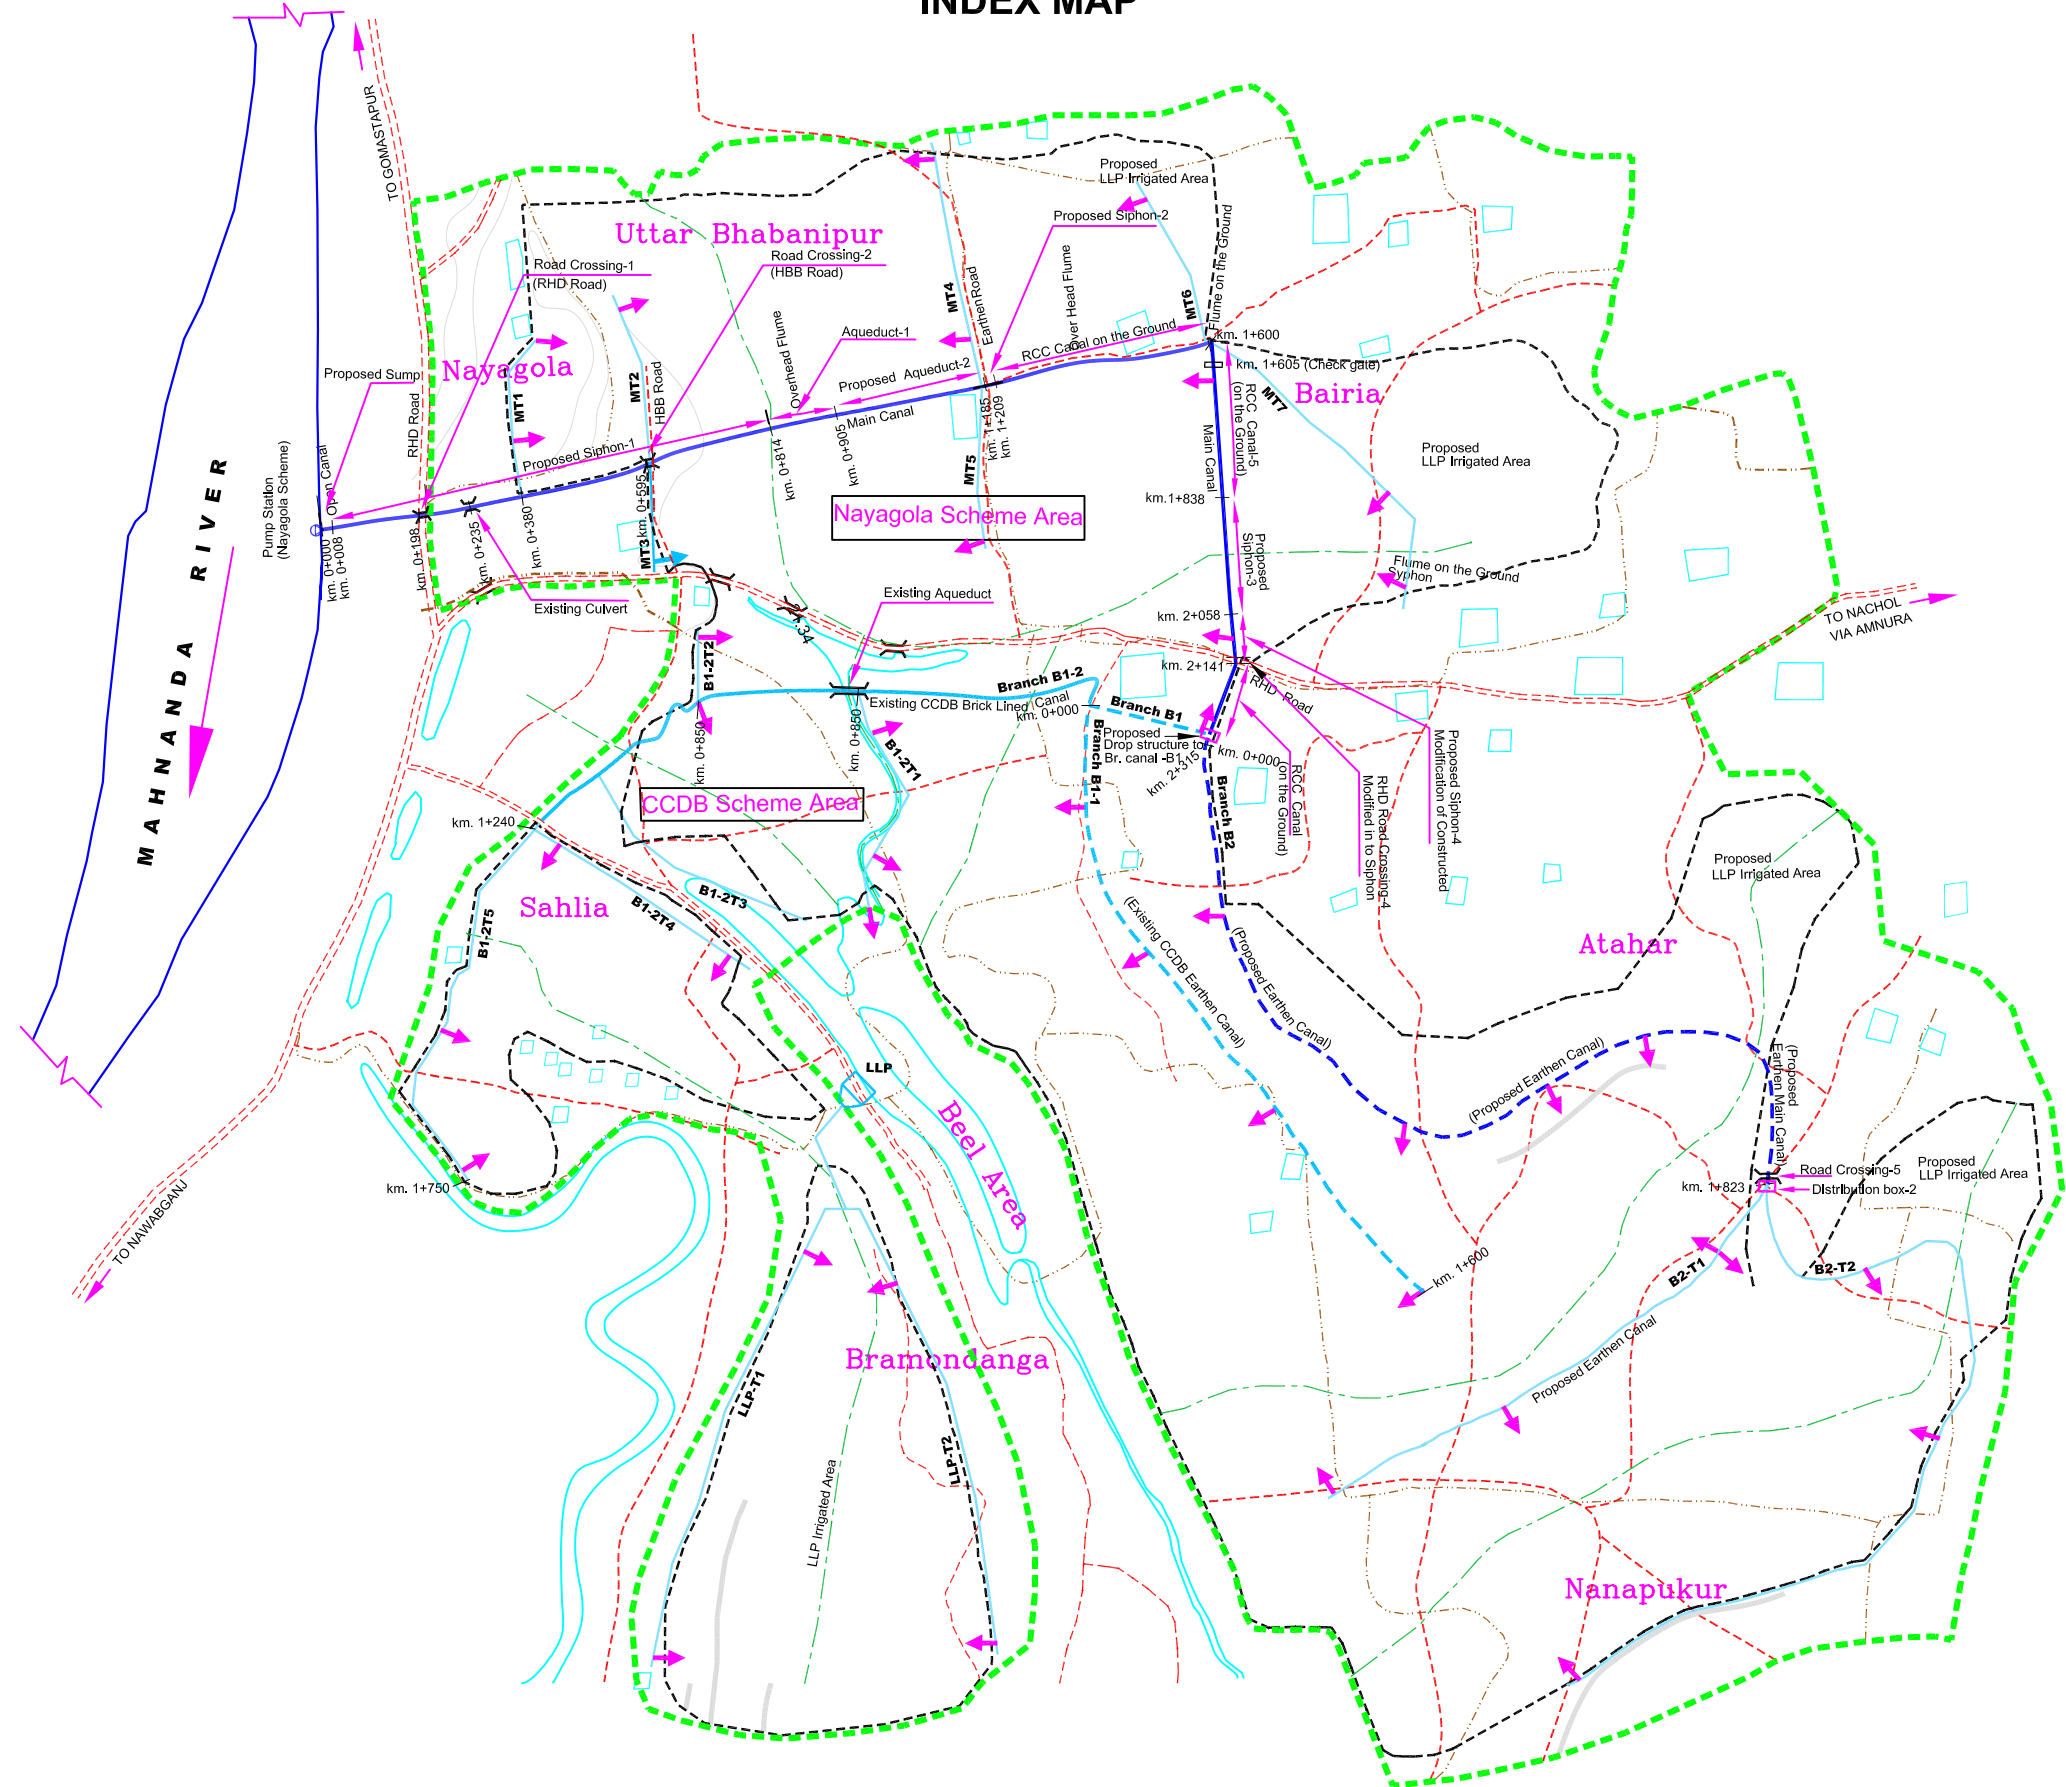 INDEX MAP
TO GOMASTAPUR
Proposed
LLP Irrigated Area
Proposed Siphon-2
Uttar Bhabanipur
Road Crossing-1
(RHD Road)
Road Crossing-2
(HBB Road)
MT4
Earthen Road
Over Head Flume
MT6
Flume on the Ground
Overhead Flume
Aqueduct-1
RCC Canal on the Ground
km. 1+600
km. 1+605 (Check gate)
Nayagola
Proposed Sump
MT1
MT2
HBB Road
Proposed Aqueduct-2
Main Canal
RCC Canal-5
(on the Ground)
Bairia
MT7
RHD Road
Proposed Siphon-1
km. 0+814
km. 0+905
km. 1+185
km. 1+209
MT5
Main Canal
Proposed
LLP Irrigated Area
Pump Station
(Nayagola Scheme)
Open Canal
km. 0+000
km. 0+008
km. 0+198
km. 0+235
km. 0+380
km. 0+595
MT3
Nayagola Scheme Area
km.1+838
Proposed
Siphon-3
Flume on the Ground
Syphon
MAHNANDA RIVER
Existing Culvert
Existing Aqueduct
km. 2+058
TO NACHOL
VIA AMNURA
km. 2+141
RHD Road
B1-2T2
Branch B1-2
Existing CCDB Brick Lined Canal
km. 0+000
Branch B1
Proposed
Drop structure to
Br. canal -B1
km. 2+315
km. 0+000
RCC Canal
(on the Ground)
Proposed Siphon-4
Modification of Constructed
RHD Road Crossing-4
Modified in to Siphon
km. 0+850
km. 0+850
B1-2T1
Branch B1-1
Branch B2
CCDB Scheme Area
km. 1+240
Sahlia
B1-2T3
B1-2T4
B1-2T5
Proposed
LLP Irrigated Area
Atahar
(Existing CCDB Earthen Canal)
(Proposed Earthen Canal)
(Proposed Earthen Canal)
(Proposed
Earthen Main Canal)
LLP
Beel Area
Road Crossing-5
km. 1+823
Distribution box-2
Proposed
LLP Irrigated Area
km. 1+750
TO NAWABGANJ
km. 1+600
B2-T1
B2-T2
Proposed Earthen Canal
Bramondanga
LLP-T1
LLP-T2
LLP Irrigated Area
Nanapukur